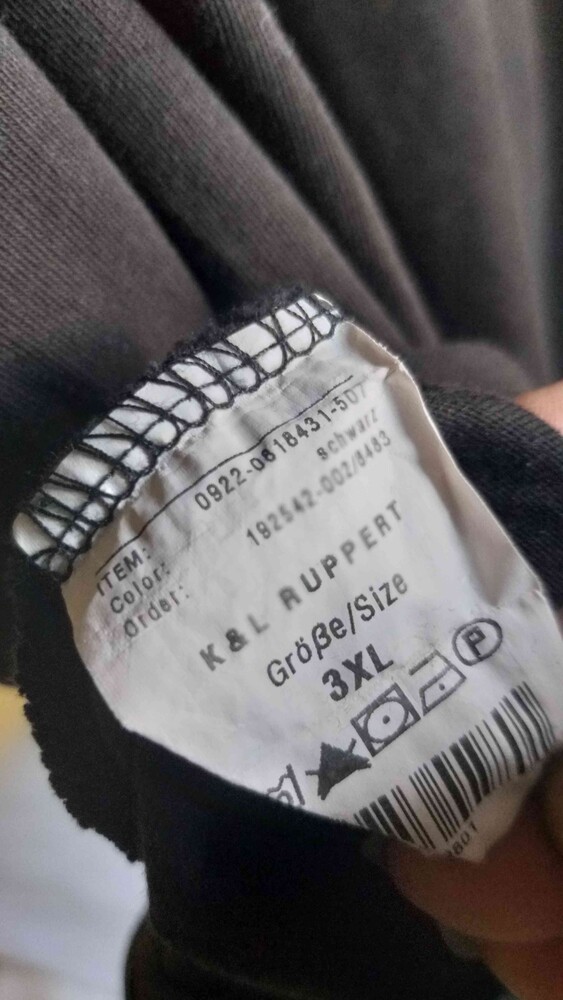 ITEM: 0922-0618431-507
Color: schwarz
Order: 192542-002/8483
K & L RUPPERT
Größe/Size
3XL
P